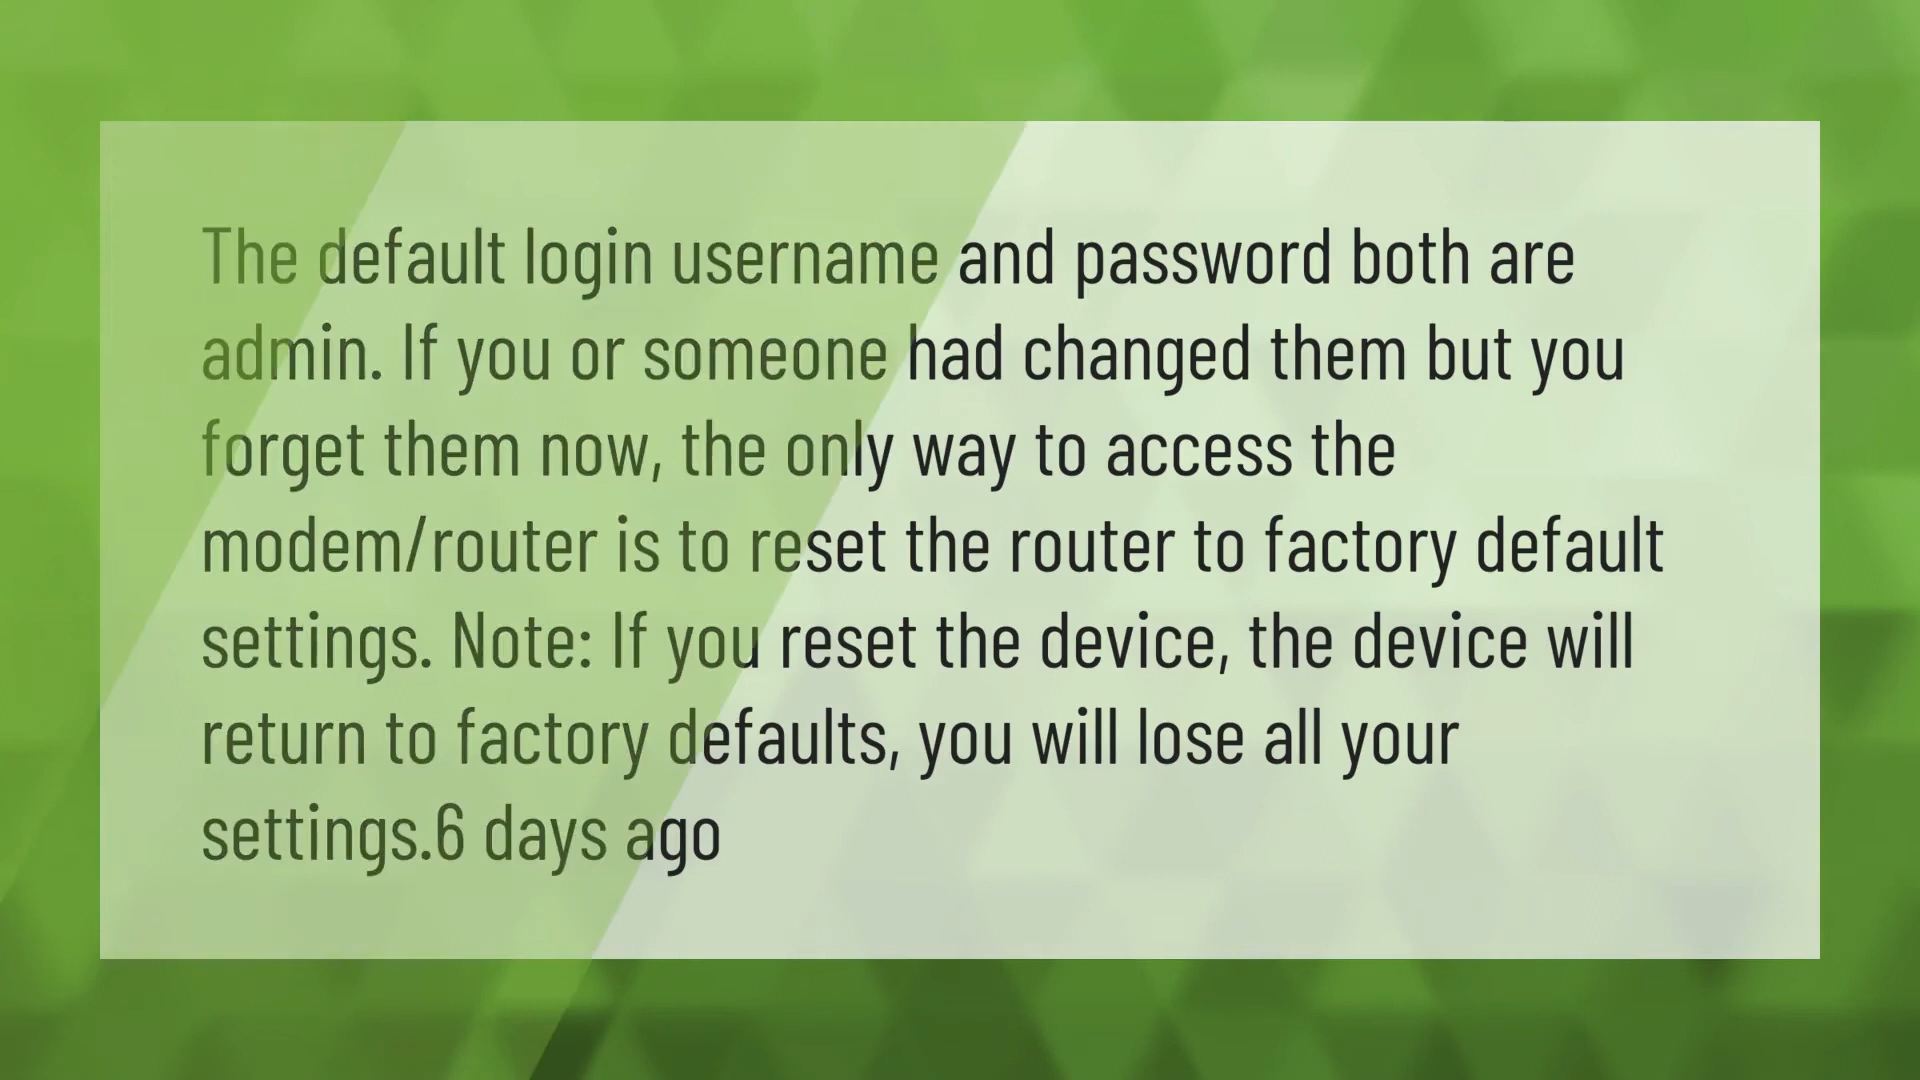 The default login username and password both are
admin. If you or someone had changed them but you
forget them now, the only way to access the
modem/router is to reset the router to factory default
settings. Note: If you reset the device, the device will
return to factory defaults, you will lose all your
settings.6 days ago